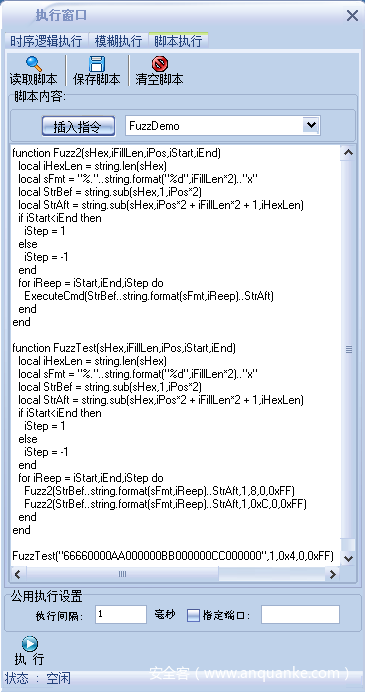 执行窗口
时序逻辑执行 模糊执行 脚本执行
读取脚本 保存脚本 清空脚本
脚本内容:
插入指令 FuzzDemo
function Fuzz2(sHex,iFillLen,iPos,iStart,iEnd)
  local iHexLen = string.len(sHex)
  local sFmt = "%."..string.format("%d",iFillLen*2).."x"
  local StrBef = string.sub(sHex,1,iPos*2)
  local StrAft = string.sub(sHex,iPos*2 + iFillLen*2 + 1,iHexLen)
  if iStart<iEnd then
    iStep = 1
  else
    iStep = -1
  end
  for iReep = iStart,iEnd,iStep do
    ExecuteCmd(StrBef..string.format(sFmt,iReep)..StrAft)
  end
end
function FuzzTest(sHex,iFillLen,iPos,iStart,iEnd)
  local iHexLen = string.len(sHex)
  local sFmt = "%."..string.format("%d",iFillLen*2).."x"
  local StrBef = string.sub(sHex,1,iPos*2)
  local StrAft = string.sub(sHex,iPos*2 + iFillLen*2 + 1,iHexLen)
  if iStart<iEnd then
    iStep = 1
  else
    iStep = -1
  end
  for iReep = iStart,iEnd,iStep do
    Fuzz2(StrBef..string.format(sFmt,iReep)..StrAft,1,8,0,0xFF)
    Fuzz2(StrBef..string.format(sFmt,iReep)..StrAft,1,0xC,0,0xFF)
  end
end
FuzzTest("66660000AA000000BB000000CC000000",1,0x4,0,0xFF)
公用执行设置
执行间隔: 1 毫秒 指定端口:
执 行
状态 : 空闲
安全客 ( www.anquanke.com )